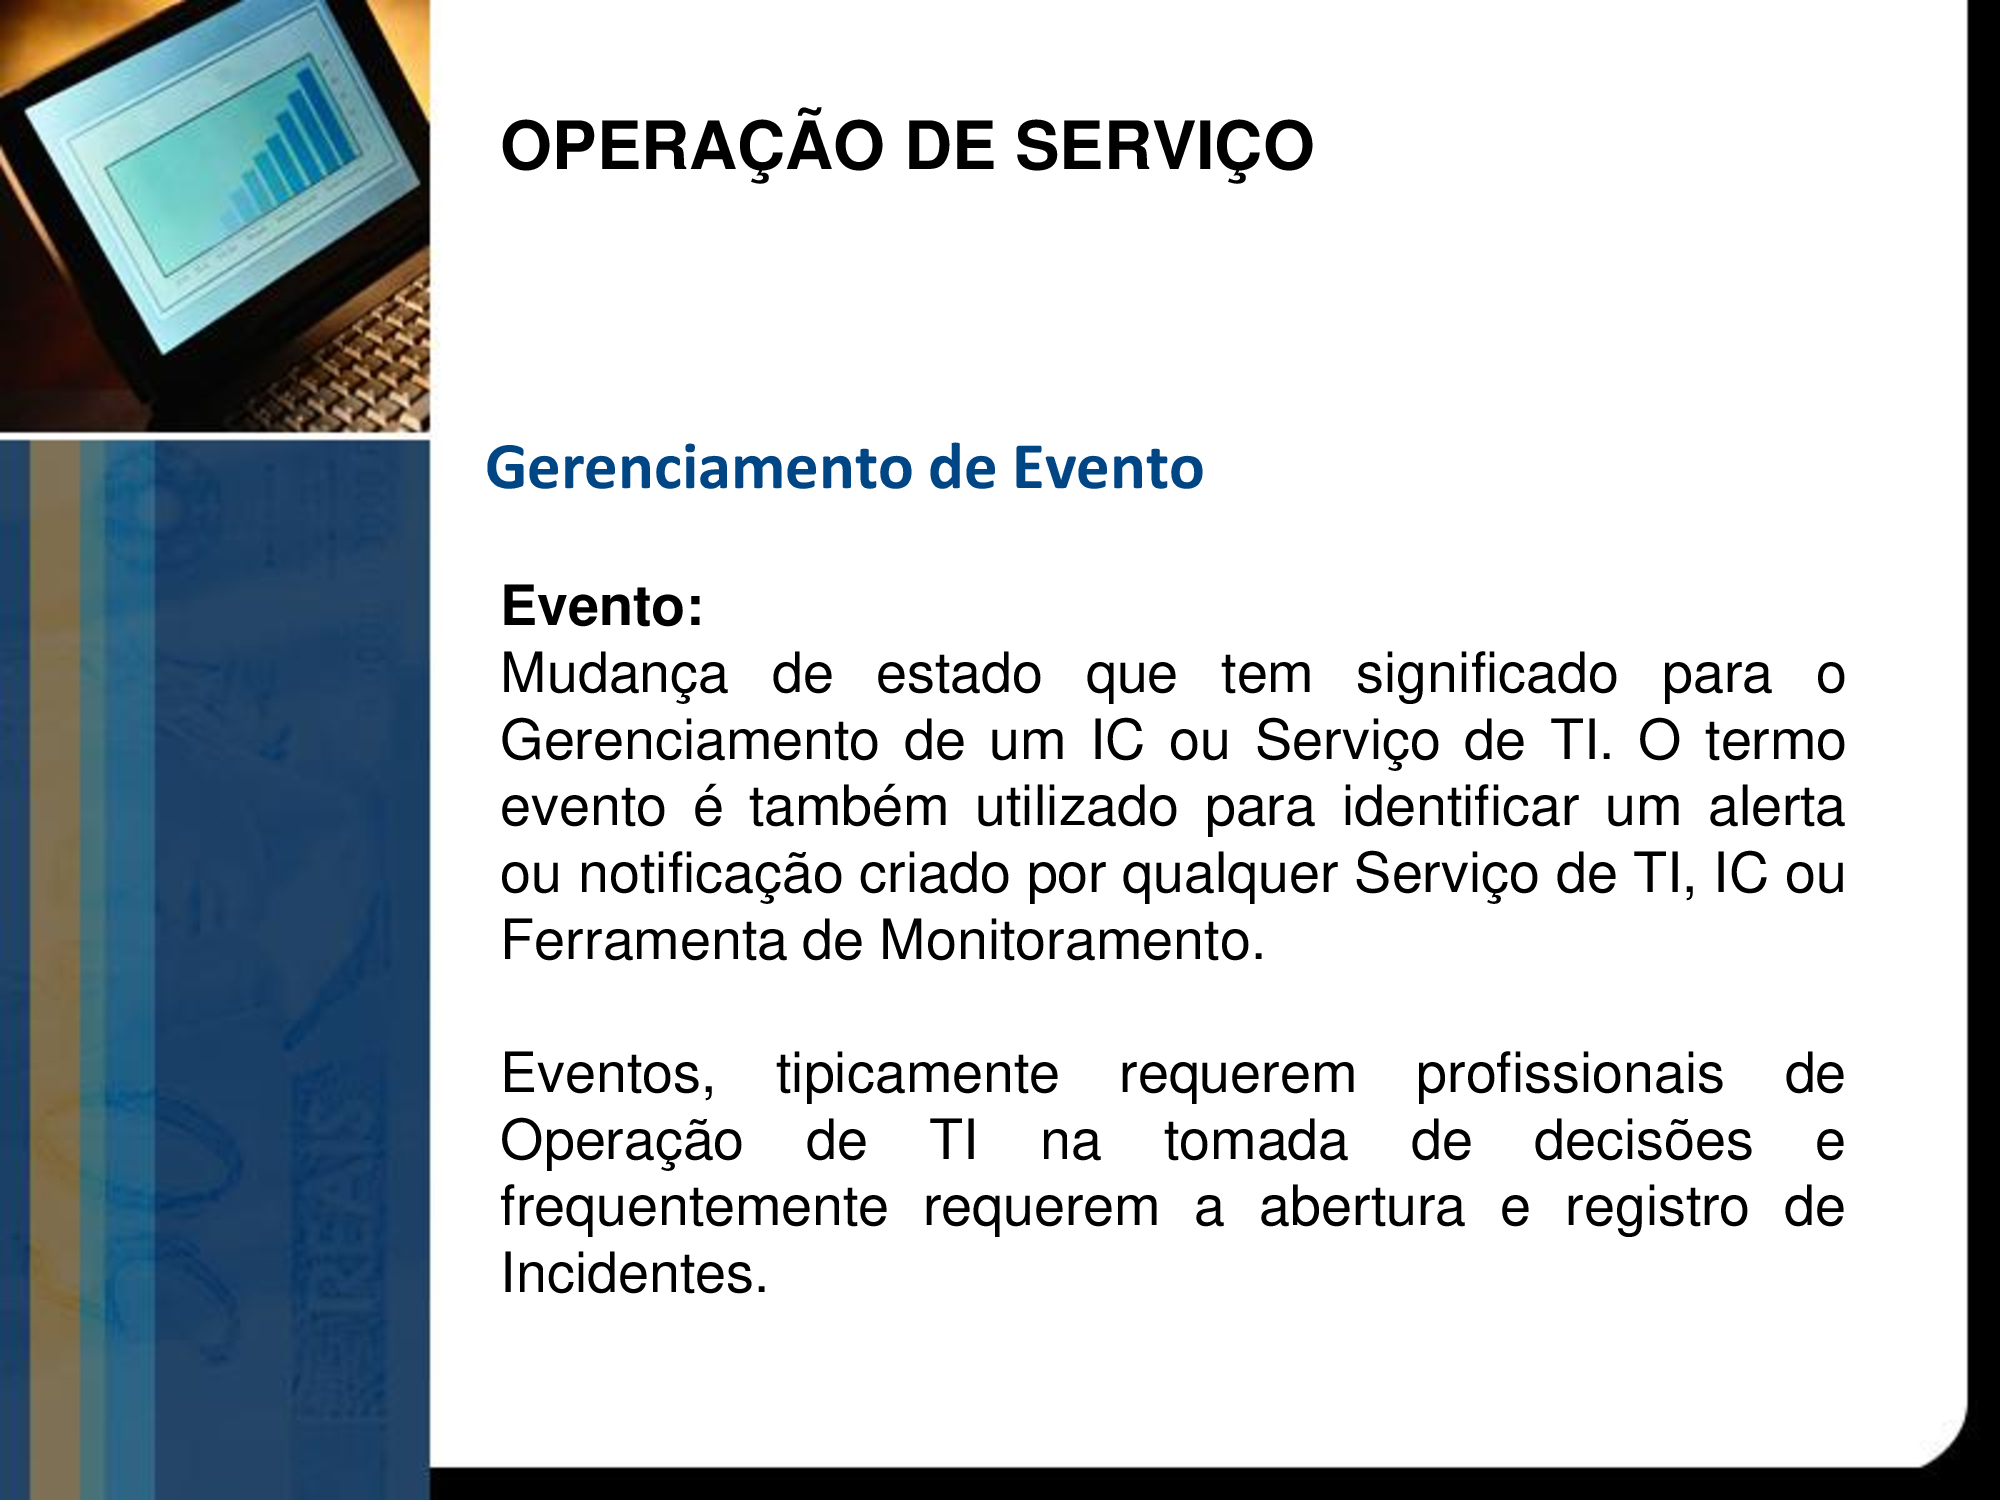 OPERAÇÃO DE SERVIÇO
Gerenciamento de Evento
Evento:
Mudança de estado que tem significado para o
Gerenciamento de um IC ou Serviço de TI. O termo
evento é também utilizado para identificar um alerta
ou notificação criado por qualquer Serviço de TI, IC ou
Ferramenta de Monitoramento.
Eventos, tipicamente requerem profissionais de
Operação de TI na tomada de decisões e
frequentemente requerem a abertura e registro de
Incidentes.
REAIS